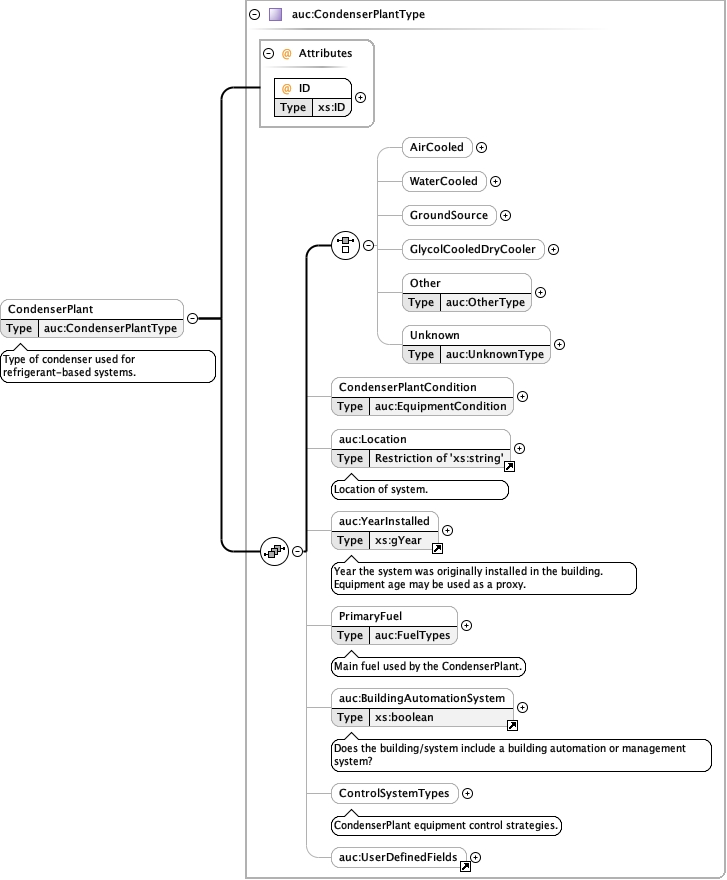 auc:CondenserPlantType
@ Attributes
@ ID
Type xs:ID
AirCooled
WaterCooled
GroundSource
GlycolCooledDryCooler
Other
Type auc:OtherType
Unknown
Type auc:UnknownType
CondenserPlant
Type auc:CondenserPlantType
Type of condenser used for
refrigerant-based systems.
CondenserPlantCondition
Type auc:EquipmentCondition
auc:Location
Type Restriction of 'xs:string'
Location of system.
auc:YearInstalled
Type xs:gYear
Year the system was originally installed in the building.
Equipment age may be used as a proxy.
PrimaryFuel
Type auc:FuelTypes
Main fuel used by the CondenserPlant.
auc:BuildingAutomationSystem
Type xs:boolean
Does the building/system include a building automation or management
system?
ControlSystemTypes
CondenserPlant equipment control strategies.
auc:UserDefinedFields